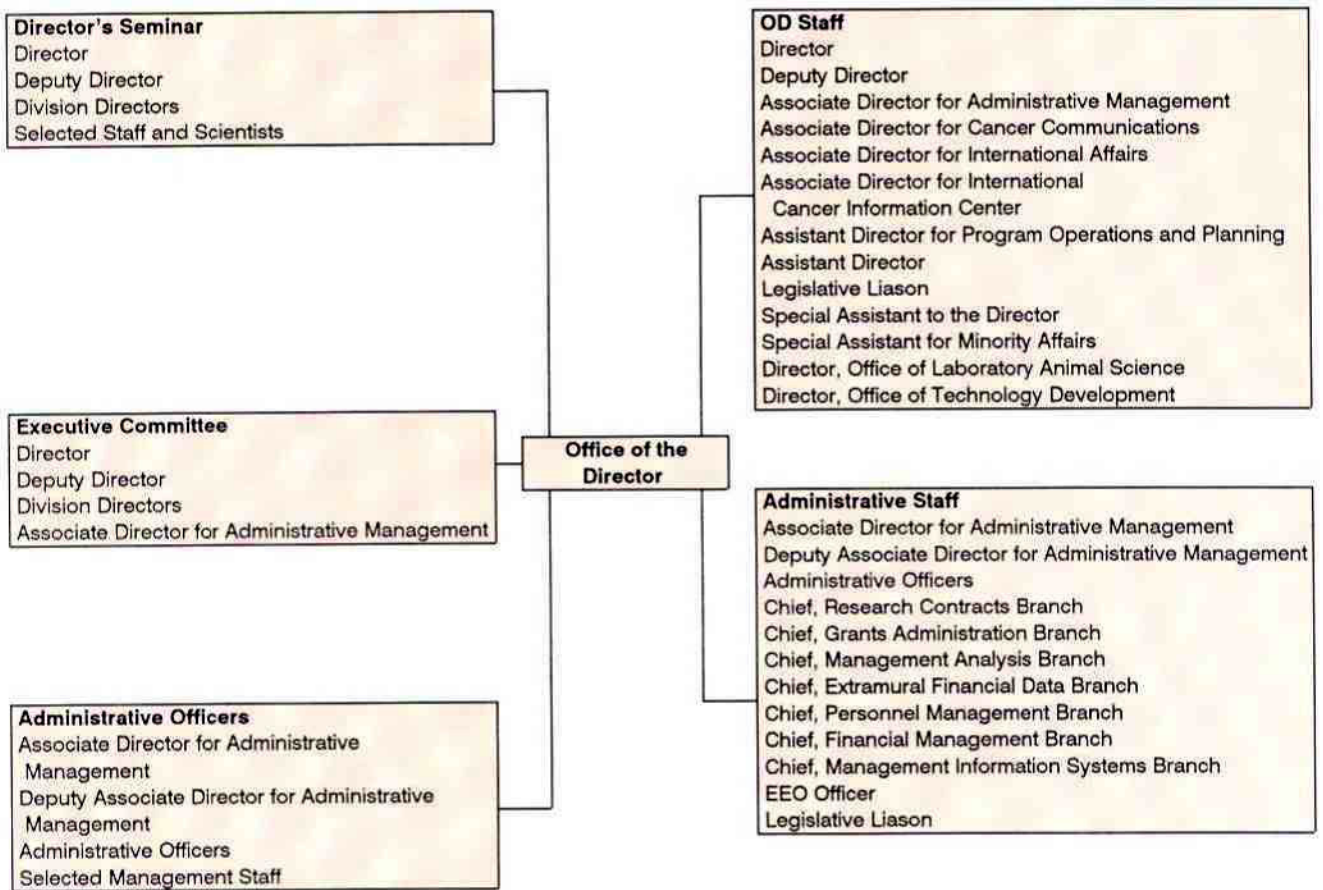 Director's Seminar
Director
Deputy Director
Division Directors
Selected Staff and Scientists
Executive Committee
Director
Deputy Director
Division Directors
Associate Director for Administrative Management
Administrative Officers
Associate Director for Administrative
Management
Deputy Associate Director for Administrative
Management
Administrative Officers
Selected Management Staff
Office of the
Director
OD Staff
Director
Deputy Director
Associate Director for Administrative Management
Associate Director for Cancer Communications
Associate Director for International Affairs
Associate Director for International
Cancer Information Center
Assistant Director for Program Operations and Planning
Assistant Director
Legislative Liason
Special Assistant to the Director
Special Assistant for Minority Affairs
Director, Office of Laboratory Animal Science
Director, Office of Technology Development
Administrative Staff
Associate Director for Administrative Management
Deputy Associate Director for Administrative Management
Administrative Officers
Chief, Research Contracts Branch
Chief, Grants Administration Branch
Chief, Management Analysis Branch
Chief, Extramural Financial Data Branch
Chief, Personnel Management Branch
Chief, Financial Management Branch
Chief, Management Information Systems Branch
EEO Officer
Legislative Liason